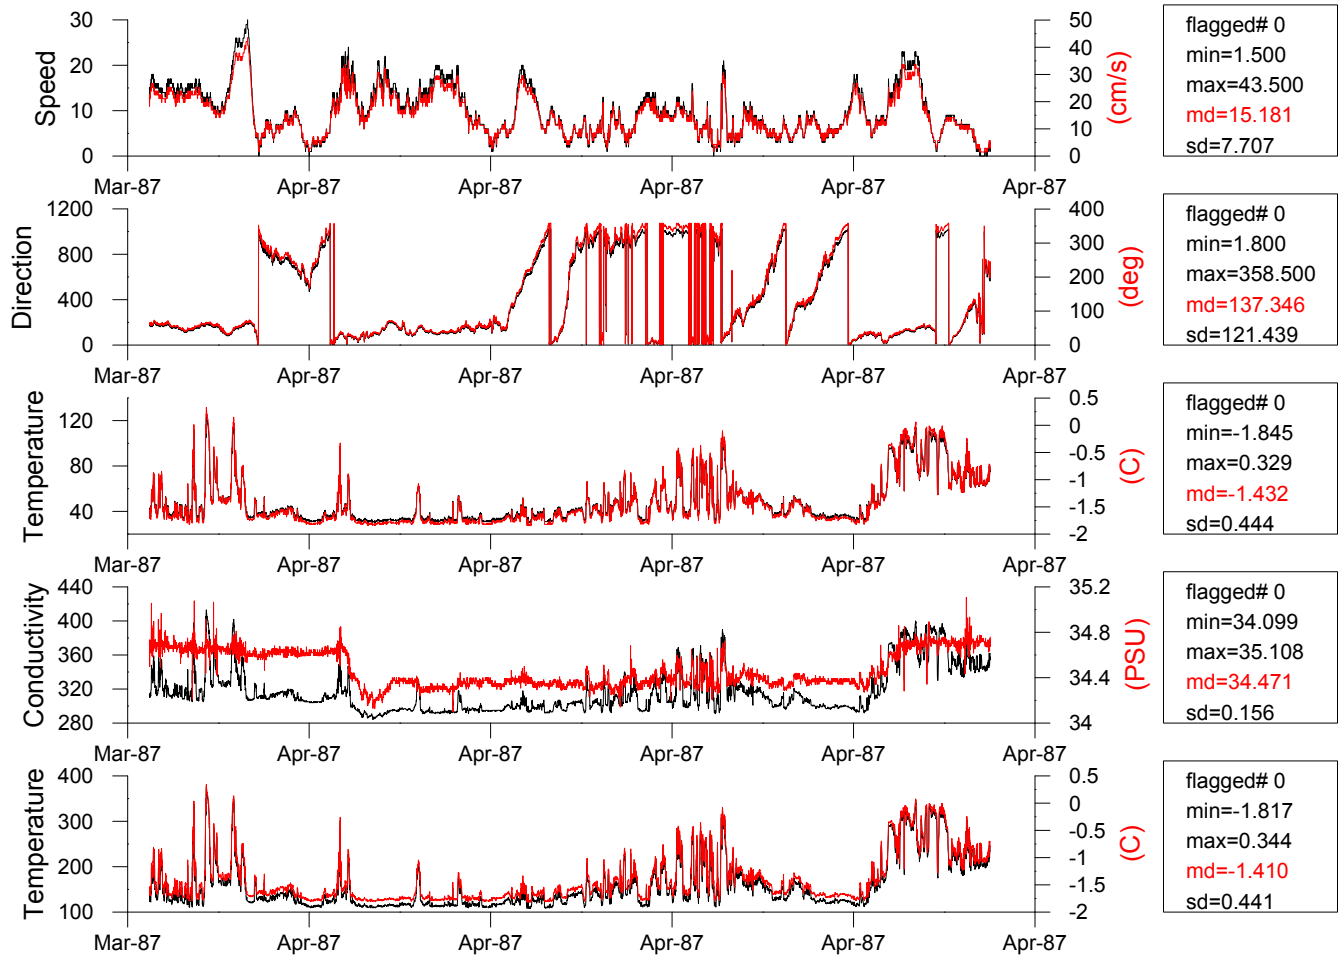 30
20
10
0
Speed
50
40
30
20
10
0
(cm/s)
Mar-87 Apr-87 Apr-87 Apr-87 Apr-87 Apr-87
flagged# 0
min=1.500
max=43.500
md=15.181
sd=7.707
1200
800
400
0
Direction
400
300
200
100
0
(deg)
Mar-87 Apr-87 Apr-87 Apr-87 Apr-87 Apr-87
flagged# 0
min=1.800
max=358.500
md=137.346
sd=121.439
120
80
40
Temperature
0.5
0
-0.5
-1
-1.5
-2
(C)
Mar-87 Apr-87 Apr-87 Apr-87 Apr-87 Apr-87
flagged# 0
min=-1.845
max=0.329
md=-1.432
sd=0.444
440
400
360
320
280
Conductivity
35.2
34.8
34.4
34
(PSU)
Mar-87 Apr-87 Apr-87 Apr-87 Apr-87 Apr-87
flagged# 0
min=34.099
max=35.108
md=34.471
sd=0.156
400
300
200
100
Temperature
0.5
0
-0.5
-1
-1.5
-2
(C)
Mar-87 Apr-87 Apr-87 Apr-87 Apr-87 Apr-87
flagged# 0
min=-1.817
max=0.344
md=-1.410
sd=0.441